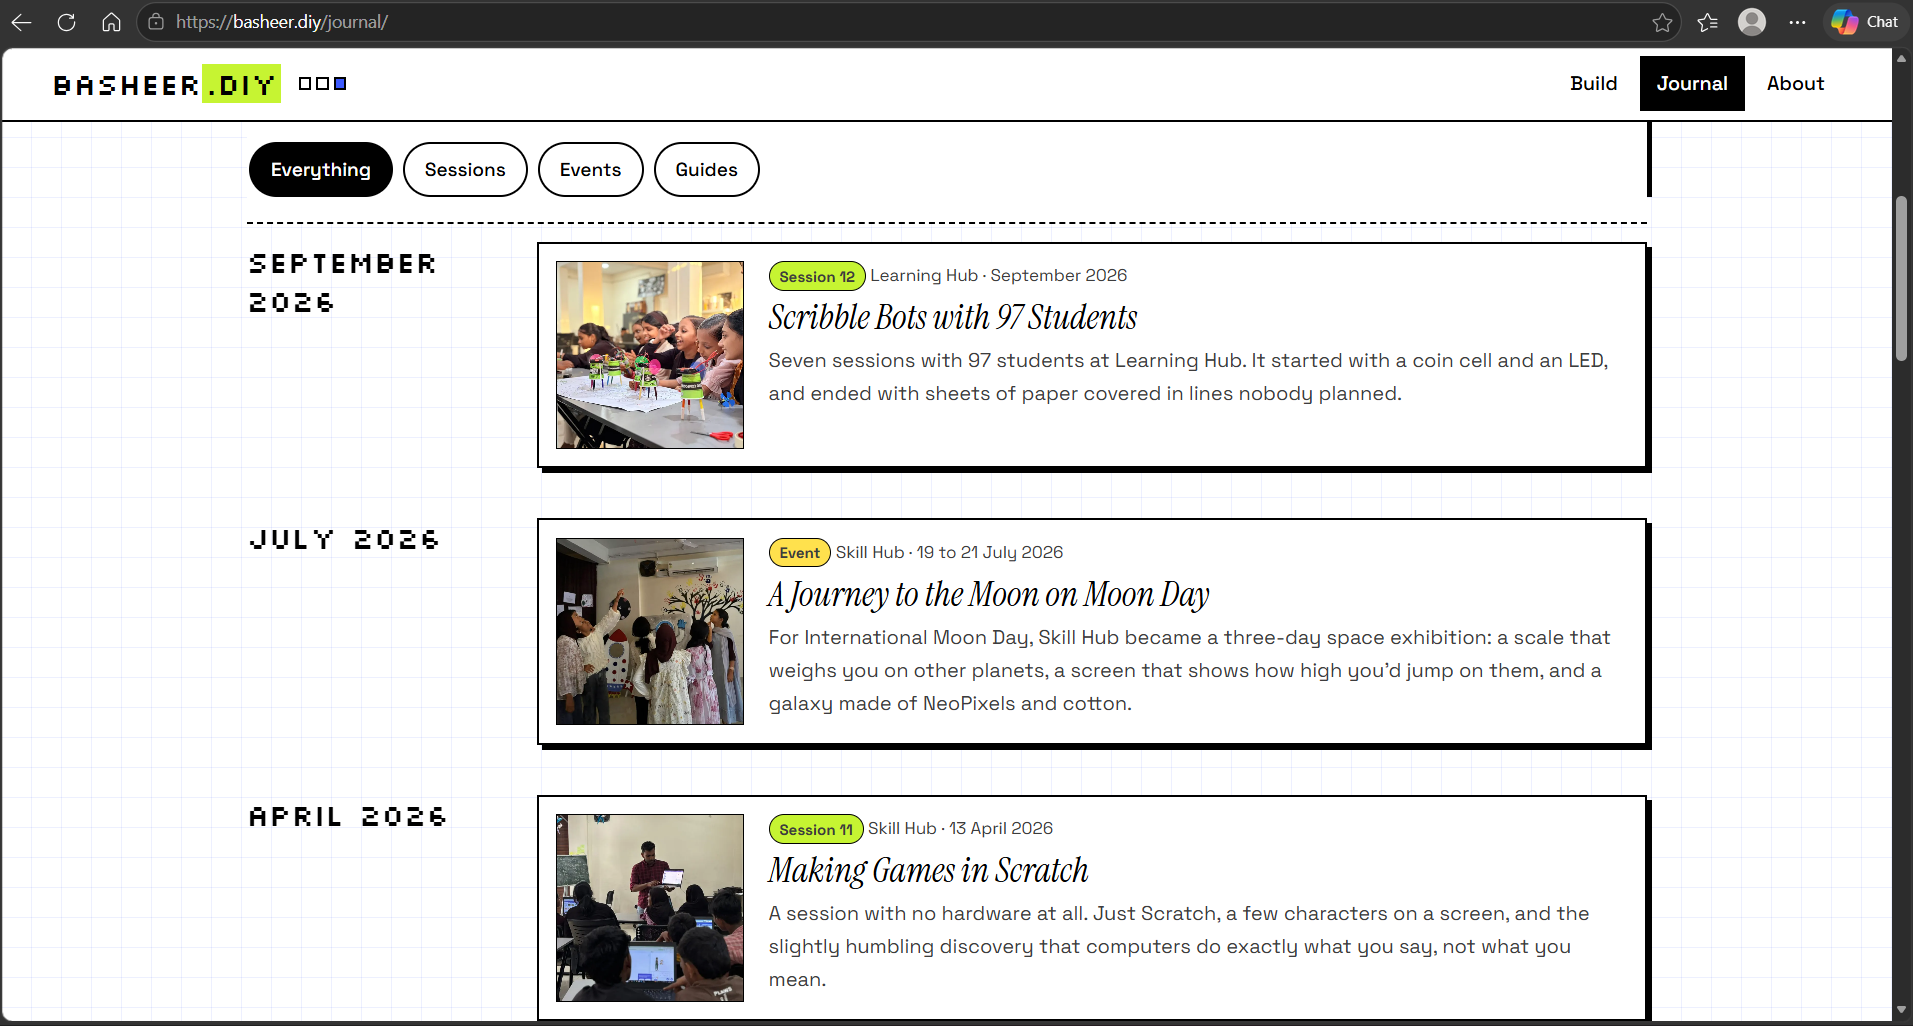 https://basheer.diy/journal/
Chat
BASHEER.DIY
Build
Journal
About
Everything
Sessions
Events
Guides
SEPTEMBER
2026
Session 12 Learning Hub · September 2026
Scribble Bots with 97 Students
Seven sessions with 97 students at Learning Hub. It started with a coin cell and an LED,
and ended with sheets of paper covered in lines nobody planned.
JULY 2026
Event Skill Hub · 19 to 21 July 2026
A Journey to the Moon on Moon Day
For International Moon Day, Skill Hub became a three-day space exhibition: a scale that
weighs you on other planets, a screen that shows how high you’d jump on them, and a
galaxy made of NeoPixels and cotton.
APRIL 2026
Session 11 Skill Hub · 13 April 2026
Making Games in Scratch
A session with no hardware at all. Just Scratch, a few characters on a screen, and the
slightly humbling discovery that computers do exactly what you say, not what you
mean.